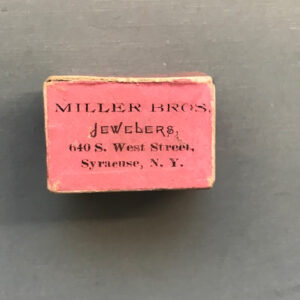 MILLER BROS.
JEWELERS,
640 S. West Street,
Syracuse, N. Y.